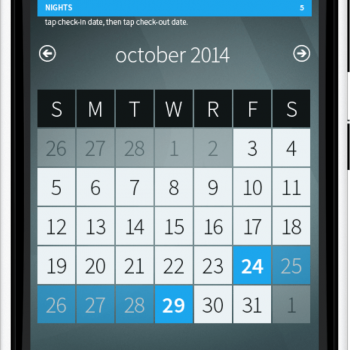 NIGHTS 5
tap check-in date, then tap check-out date.
october 2014
S M T W R F S
26 27 28 1 2 3 4
5 6 7 8 9 10 11
12 13 14 15 16 17 18
19 20 21 22 23 24 25
26 27 28 29 30 31 1